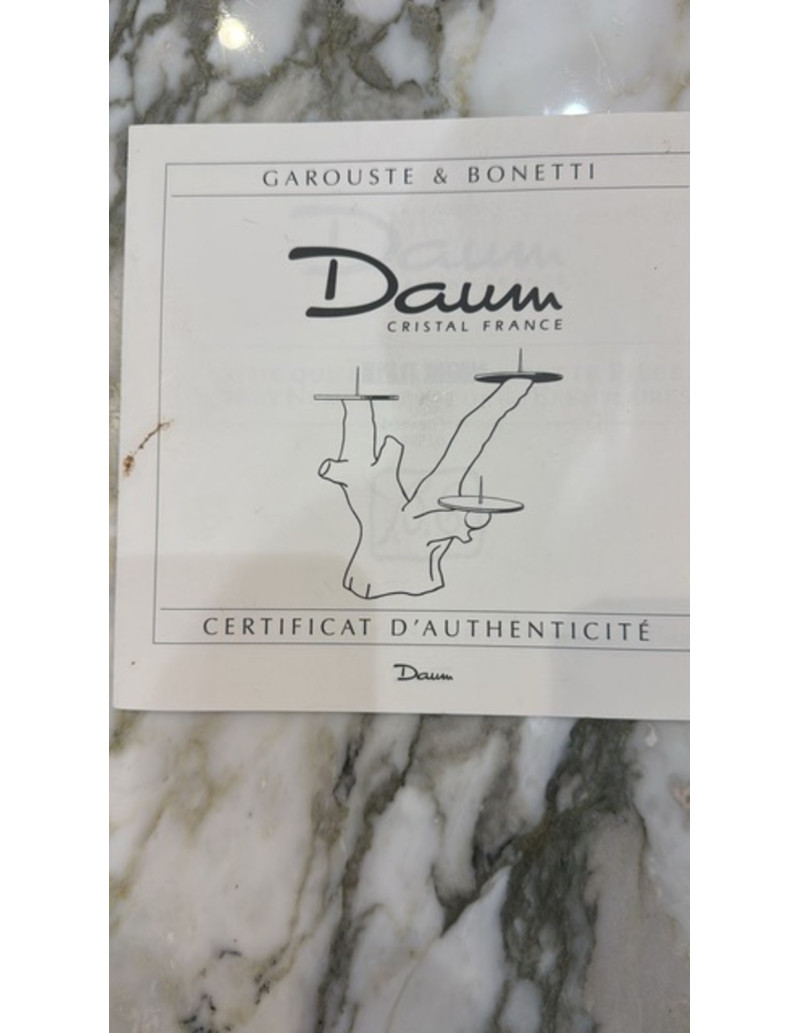 GAROUSTE & BONETTI
Daum
CRISTAL FRANCE
CERTIFICAT D'AUTHENTICITÉ
Daum